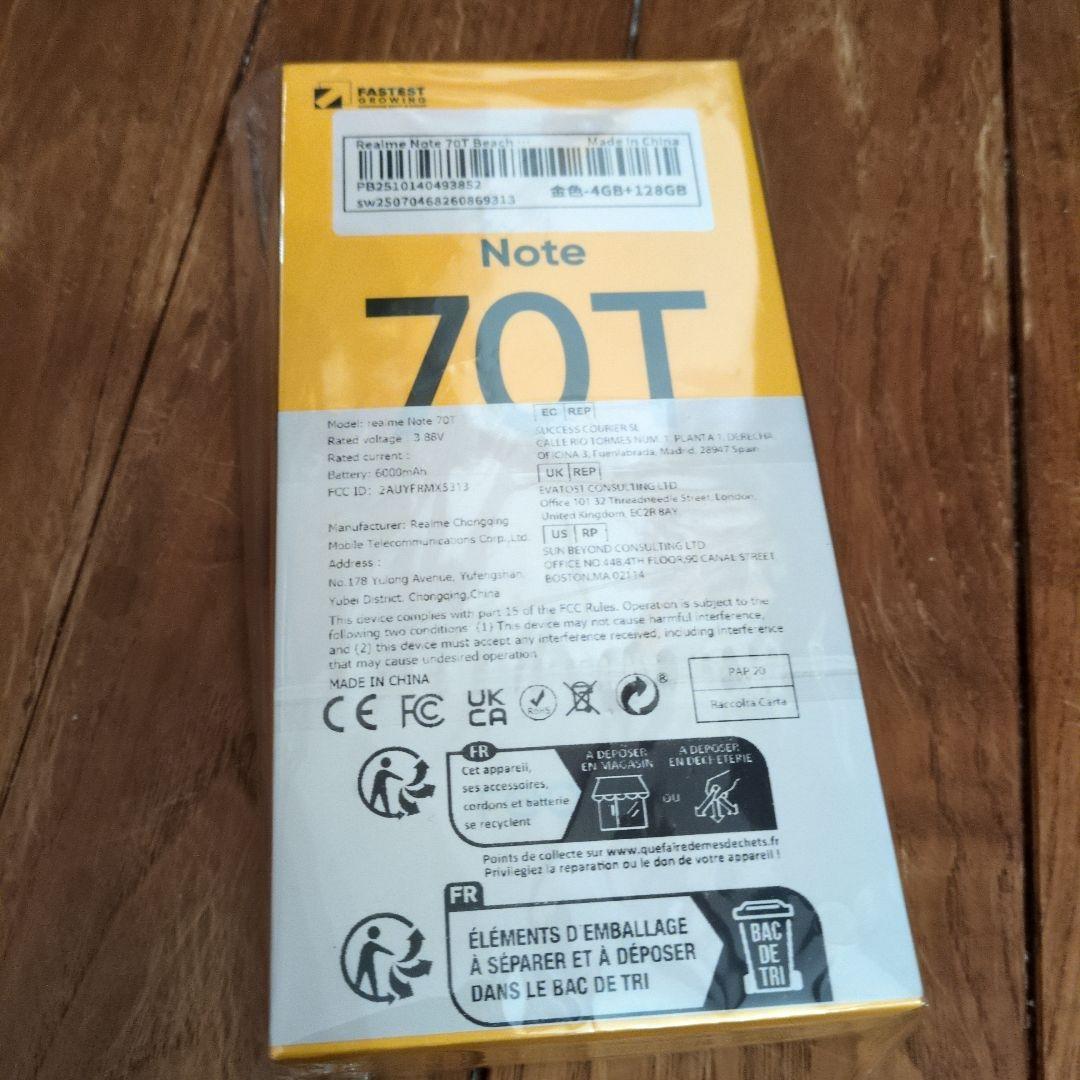 FASTEST
GROWING
Realme Note 70T Beach ... Made in China
PB2510140493852
金色-4GB+128GB
sw25070468260869313
Note
70T
Model: realme Note 70T
Rated voltage : 3.88V
Rated current :
Battery: 6000mAh
FCC ID: 2AUYFRMX5313
Manufacturer: Realme Chongqing
Mobile Telecommunications Corp.,Ltd.
Address :
No.178 Yulong Avenue, Yufengshan,
Yubei District, Chongqing,China
EC REP
SUCCESS COURIER SL
CALLE RIO TORMES NUM. 1, PLANTA 1, DERECHA,
OFICINA 3, Fuenlabrada, Madrid, 28947 Spain
UK REP
EVATOST CONSULTING LTD
Office 101 32 Threadneedle Street, London,
United Kingdom, EC2R 8AY
US RP
SUN BEYOND CONSULTING LTD
OFFICE NO.448,4TH FLOOR,90 CANAL STREET
BOSTON,MA 02114
This device complies with part 15 of the FCC Rules. Operation is subject to the
following two conditions: (1) This device may not cause harmful interference,
and (2) this device must accept any interference received, including interference
that may cause undesired operation
MADE IN CHINA
CE FC UK CA RoHS ®
PAP 20
Raccolta Carta
FR
Cet appareil,
ses accessoires,
cordons et batterie
se recyclent
A DEPOSER
EN MAGASIN
OU
A DEPOSER
EN DECHETERIE
Points de collecte sur www.quefairedemesdechets.fr
Privilegiez la reparation ou le don de votre appareil !
FR
ÉLÉMENTS D EMBALLAGE
À SÉPARER ET À DÉPOSER
DANS LE BAC DE TRI
BAC
DE
TRI